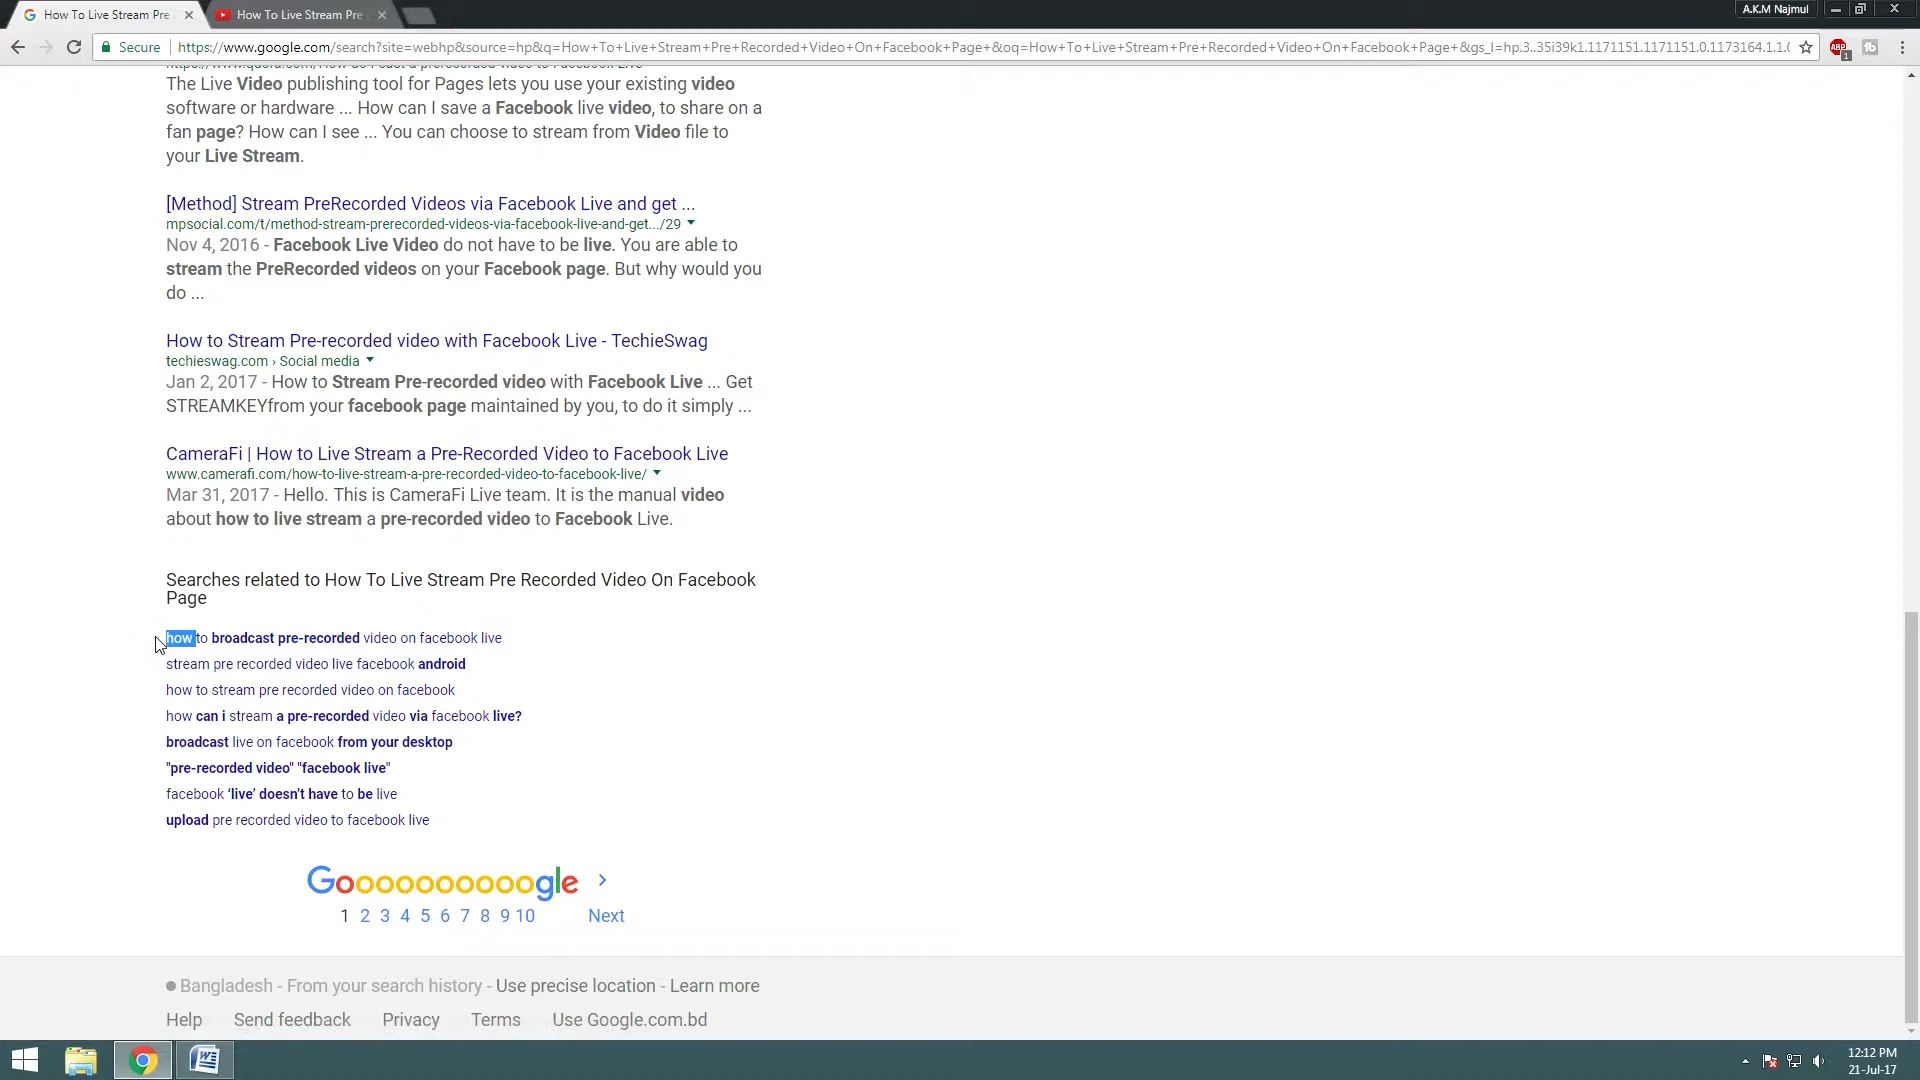 How To Live Stream Pre
How To Live Stream Pre
A.K.M Najmul
Secure
https://www.google.com/search?site=webhp&source=hp&q=How+To+Live+Stream+Pre+Recorded+Video+On+Facebook+Page+&oq=How+To+Live+Stream+Pre+Recorded+Video+On+Facebook+Page+&gs_l=hp.3..35i39k1.1171151.1171151.0.1173164.1.1.0
The Live Video publishing tool for Pages lets you use your existing video
software or hardware ... How can I save a Facebook live video, to share on a
fan page? How can I see ... You can choose to stream from Video file to
your Live Stream.
[Method] Stream PreRecorded Videos via Facebook Live and get ...
mpsocial.com/t/method-stream-prerecorded-videos-via-facebook-live-and-get.../29
Nov 4, 2016 - Facebook Live Video do not have to be live. You are able to
stream the PreRecorded videos on your Facebook page. But why would you
do ...
How to Stream Pre-recorded video with Facebook Live - TechieSwag
techieswag.com › Social media
Jan 2, 2017 - How to Stream Pre-recorded video with Facebook Live ... Get
STREAMKEYfrom your facebook page maintained by you, to do it simply ...
CameraFi | How to Live Stream a Pre-Recorded Video to Facebook Live
www.camerafi.com/how-to-live-stream-a-pre-recorded-video-to-facebook-live/
Mar 31, 2017 - Hello. This is CameraFi Live team. It is the manual video
about how to live stream a pre-recorded video to Facebook Live.
Searches related to How To Live Stream Pre Recorded Video On Facebook
Page
how to broadcast pre-recorded video on facebook live
stream pre recorded video live facebook android
how to stream pre recorded video on facebook
how can i stream a pre-recorded video via facebook live?
broadcast live on facebook from your desktop
"pre-recorded video" "facebook live"
facebook ‘live’ doesn’t have to be live
upload pre recorded video to facebook live
Goooooooooogle
1 2 3 4 5 6 7 8 9 10 Next
Bangladesh - From your search history - Use precise location - Learn more
Help Send feedback Privacy Terms Use Google.com.bd
12:12 PM
21-Jul-17